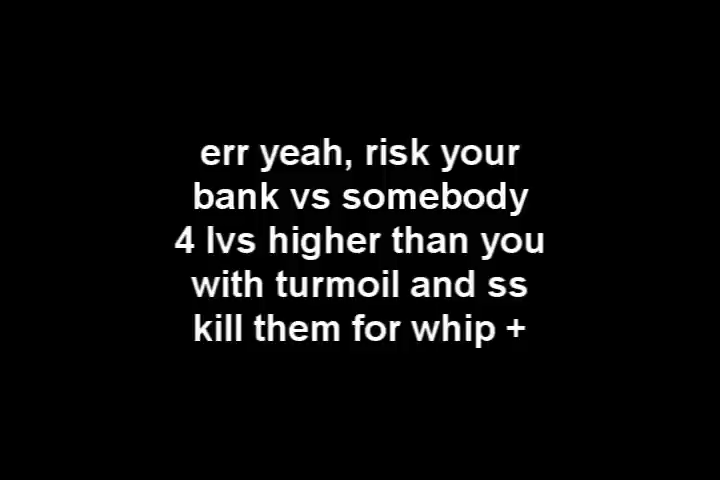 err yeah, risk your
bank vs somebody
4 lvs higher than you
with turmoil and ss
kill them for whip +